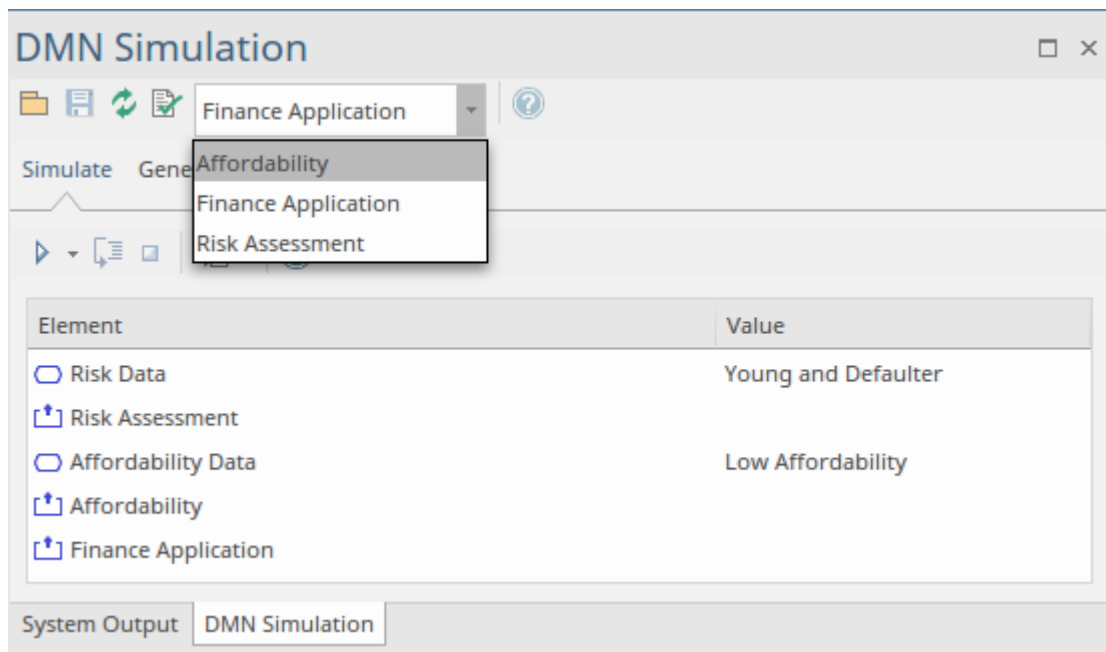 DMN Simulation
Finance Application
Simulate Gene
Affordability
Finance Application
Risk Assessment
Element Value
Risk Data Young and Defaulter
Risk Assessment
Affordability Data Low Affordability
Affordability
Finance Application
System Output DMN Simulation